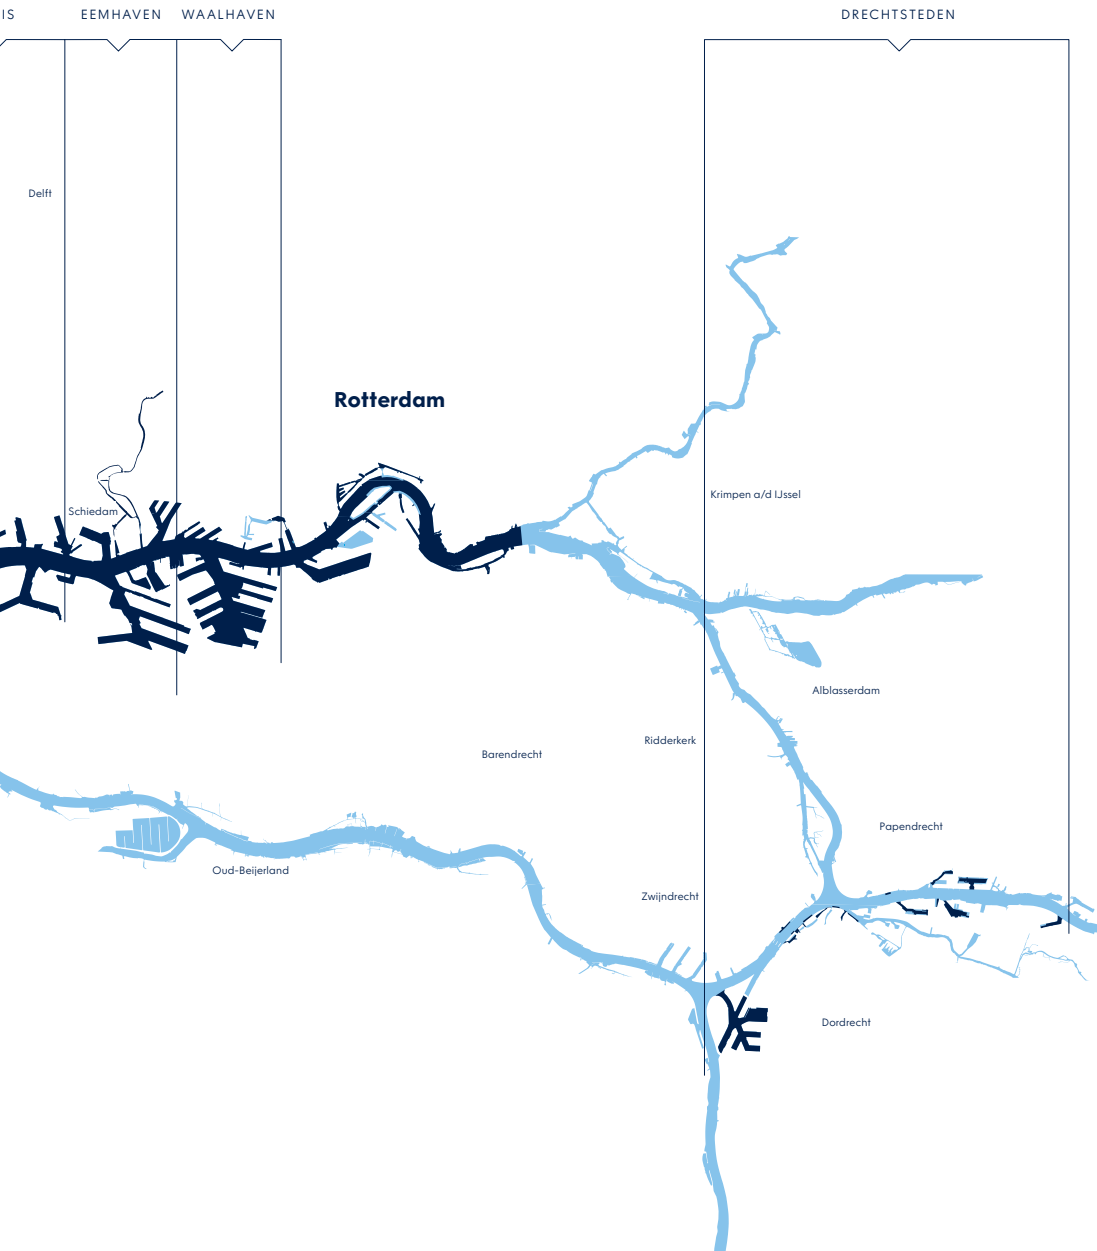 IS
EEMHAVEN
WAALHAVEN
DRECHTSTEDEN
Delft
Rotterdam
Krimpen a/d IJssel
Schiedam
Alblasserdam
Ridderkerk
Barendrecht
Papendrecht
Oud-Beijerland
Zwijndrecht
Dordrecht